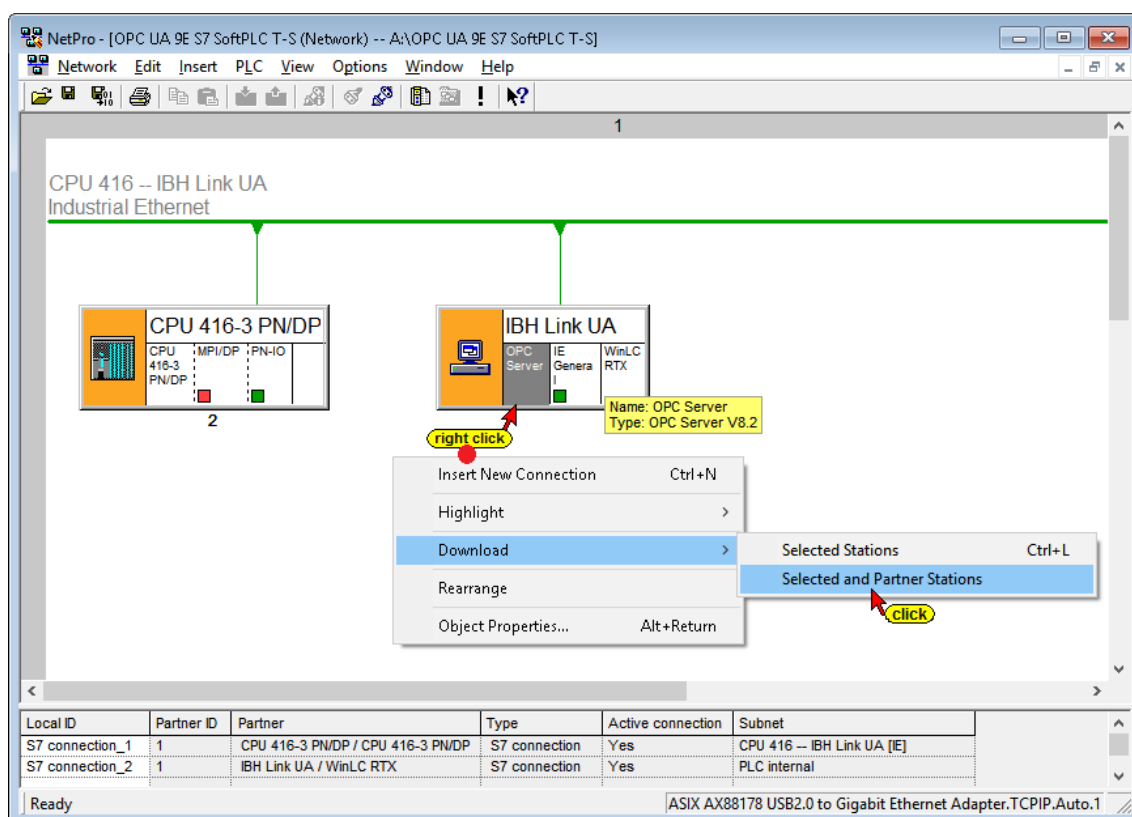 NetPro - [OPC UA 9E S7 SoftPLC T-S (Network) -- A:\OPC UA 9E S7 SoftPLC T-S]
Network Edit Insert PLC View Options Window Help
1
CPU 416 -- IBH Link UA
Industrial Ethernet
CPU 416-3 PN/DP
CPU 416-3 PN/DP
MPI/DP
PN-IO
2
IBH Link UA
OPC Server
IE General
WinLC RTX
Name: OPC Server
Type: OPC Server V8.2
right click
Insert New Connection Ctrl+N
Highlight
Download
Rearrange
Object Properties... Alt+Return
Selected Stations Ctrl+L
Selected and Partner Stations
click
Local ID Partner ID Partner Type Active connection Subnet
S7 connection_1 1 CPU 416-3 PN/DP / CPU 416-3 PN/DP S7 connection Yes CPU 416 -- IBH Link UA [IE]
S7 connection_2 1 IBH Link UA / WinLC RTX S7 connection Yes PLC internal
Ready ASIX AX88178 USB2.0 to Gigabit Ethernet Adapter.TCPIP.Auto.1